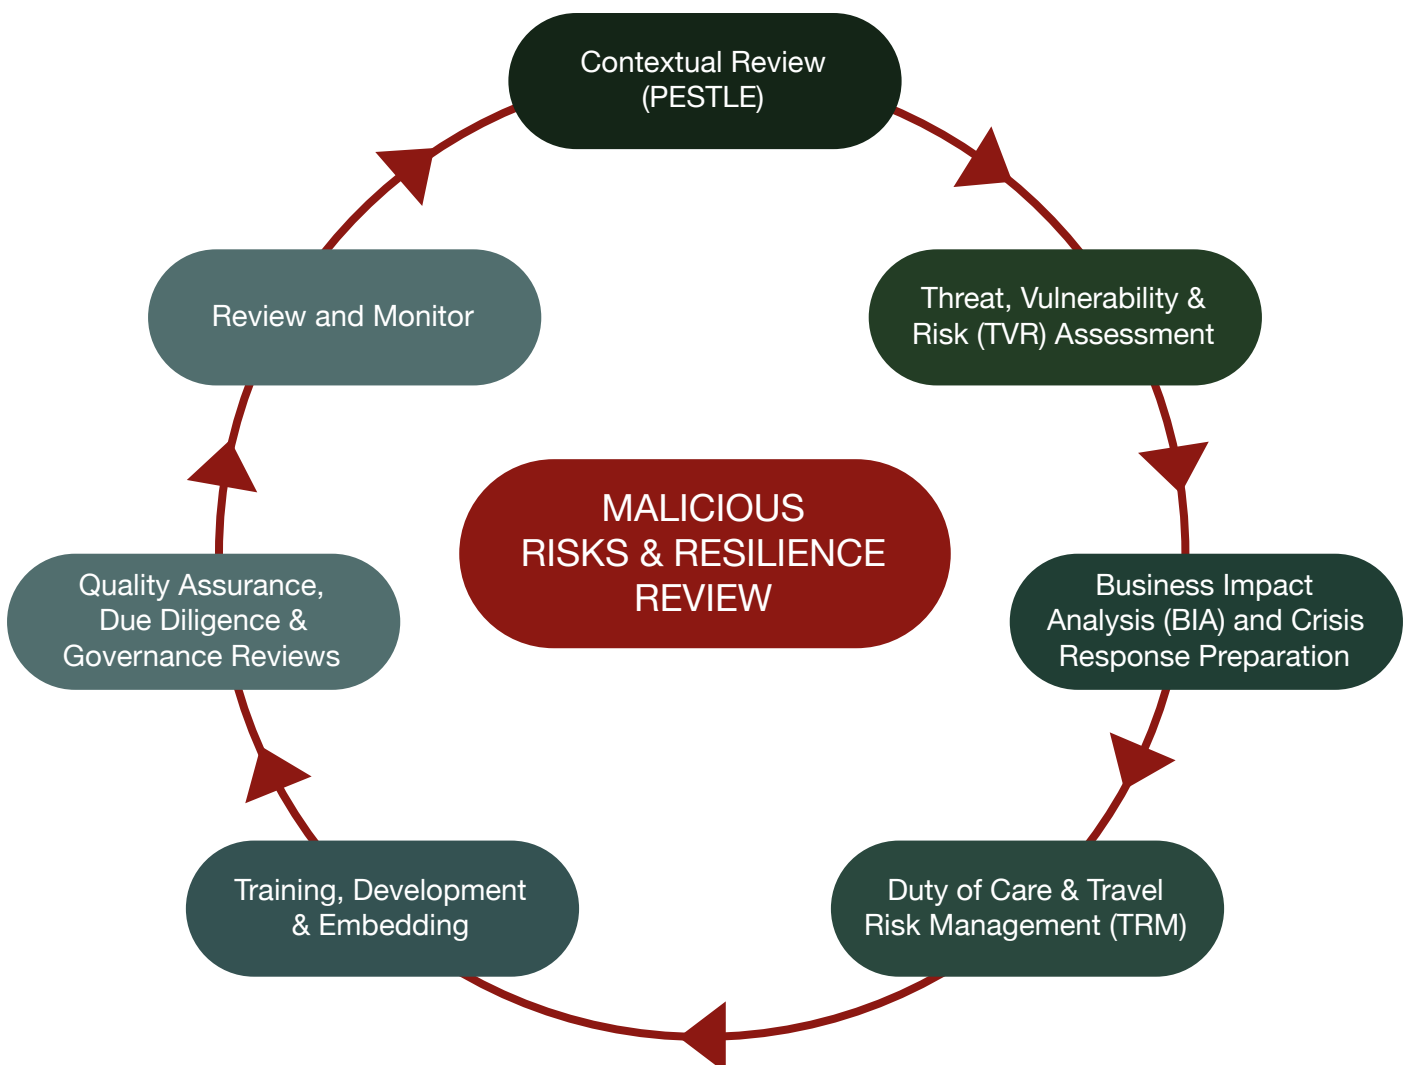 Contextual Review
(PESTLE)
Threat, Vulnerability &
Risk (TVR) Assessment
Business Impact
Analysis (BIA) and Crisis
Response Preparation
Duty of Care & Travel
Risk Management (TRM)
Training, Development
& Embedding
Quality Assurance,
Due Diligence &
Governance Reviews
Review and Monitor
MALICIOUS
RISKS & RESILIENCE
REVIEW